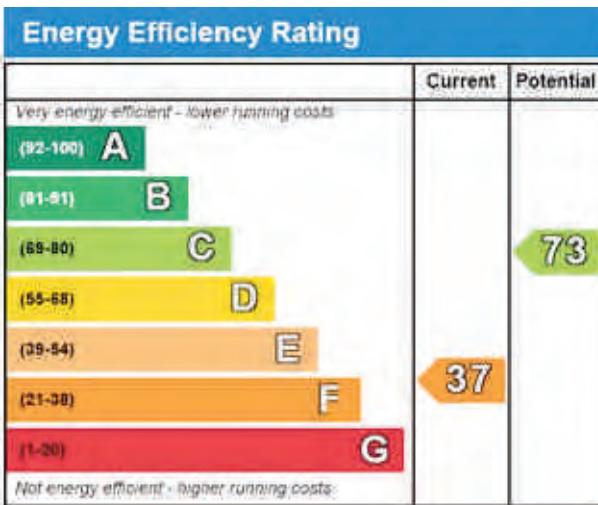 Energy Efficiency Rating
Current Potential
Very energy efficient - lower running costs
(92-100) A
(81-91) B
(69-80) C
73
(55-68) D
(39-54) E
37
(21-38) F
(1-20) G
Not energy efficient - higher running costs